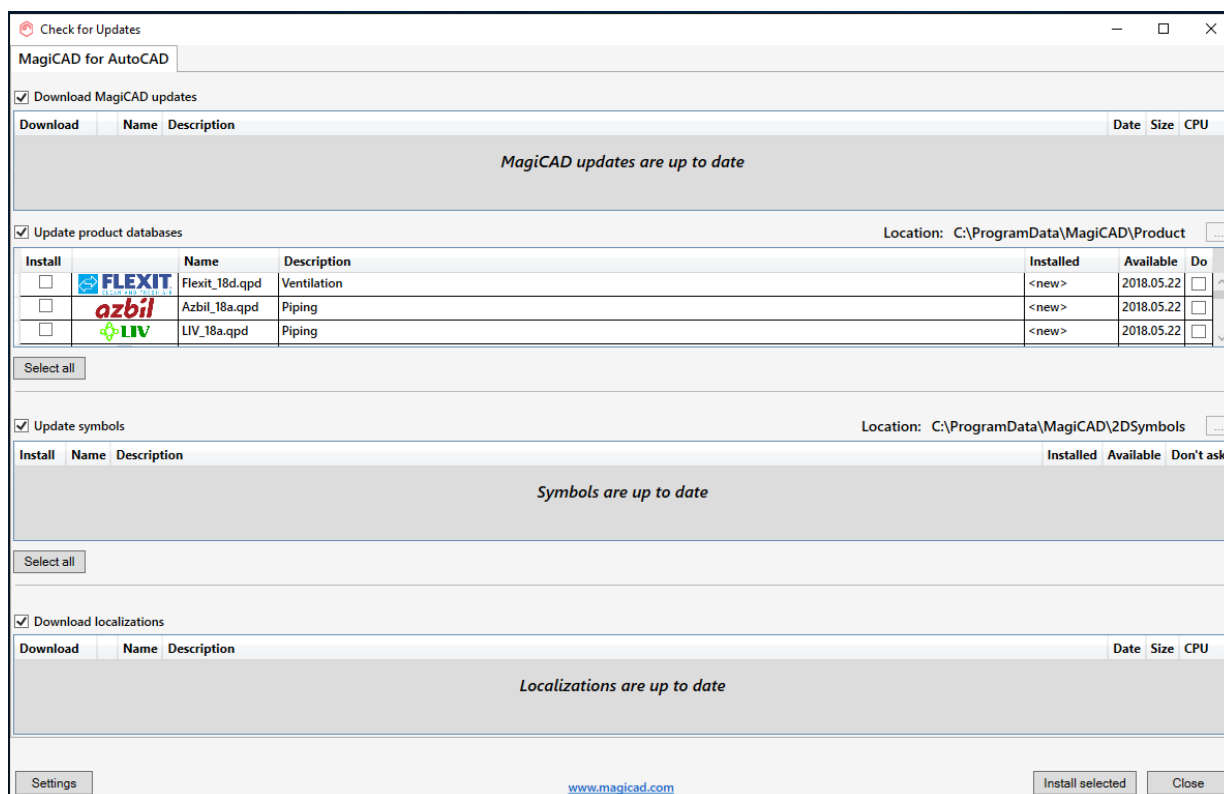 Check for Updates
MagiCAD for AutoCAD
Download MagiCAD updates
Download Name Description Date Size CPU
MagiCAD updates are up to date
Update product databases Location: C:\ProgramData\MagiCAD\Product ...
Install Name Description Installed Available Do
FLEXIT Flexit_18d.qpd Ventilation <new> 2018.05.22
CLEAN AND FRESH AIR
azbil Azbil_18a.qpd Piping <new> 2018.05.22
LIV LIV_18a.qpd Piping <new> 2018.05.22
Select all
Update symbols Location: C:\ProgramData\MagiCAD\2DSymbols ...
Install Name Description Installed Available Don't ask
Symbols are up to date
Select all
Download localizations
Download Name Description Date Size CPU
Localizations are up to date
Settings www.magicad.com Install selected Close